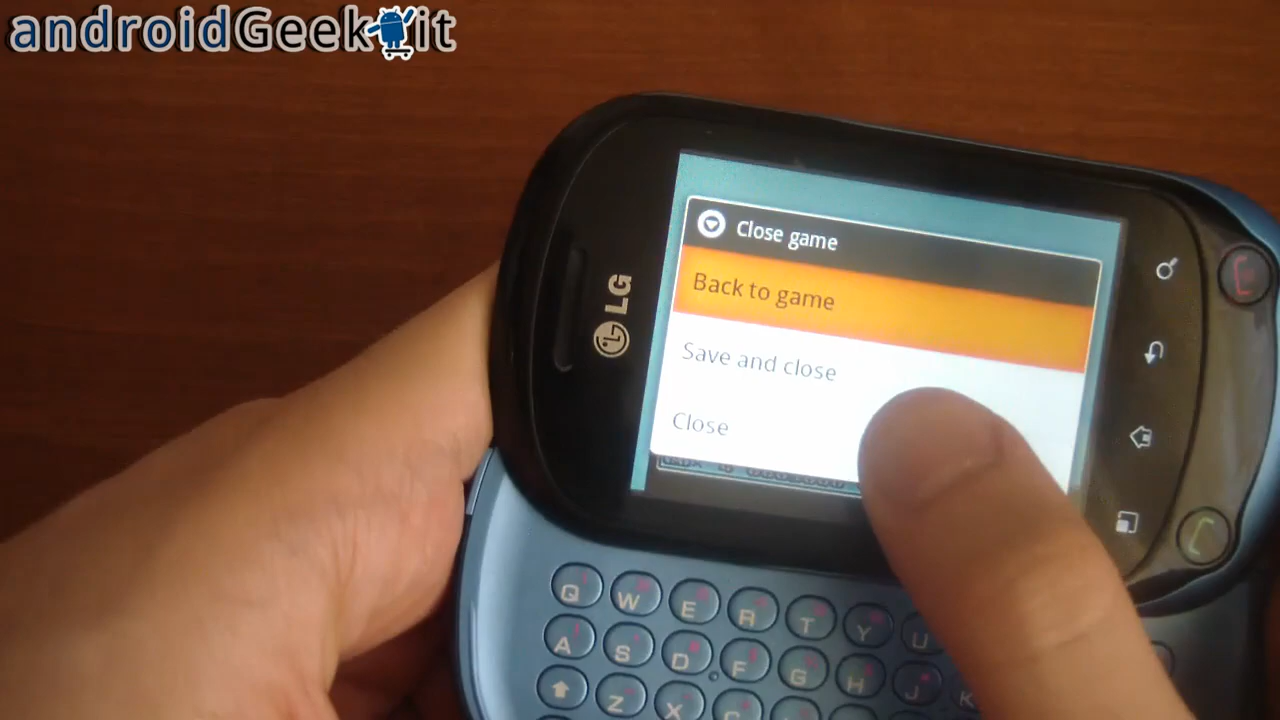 androidGeek.it
Close game
Back to game
Save and close
Close
LG
Q W E R T Y U
A S D F G H J K
Z X